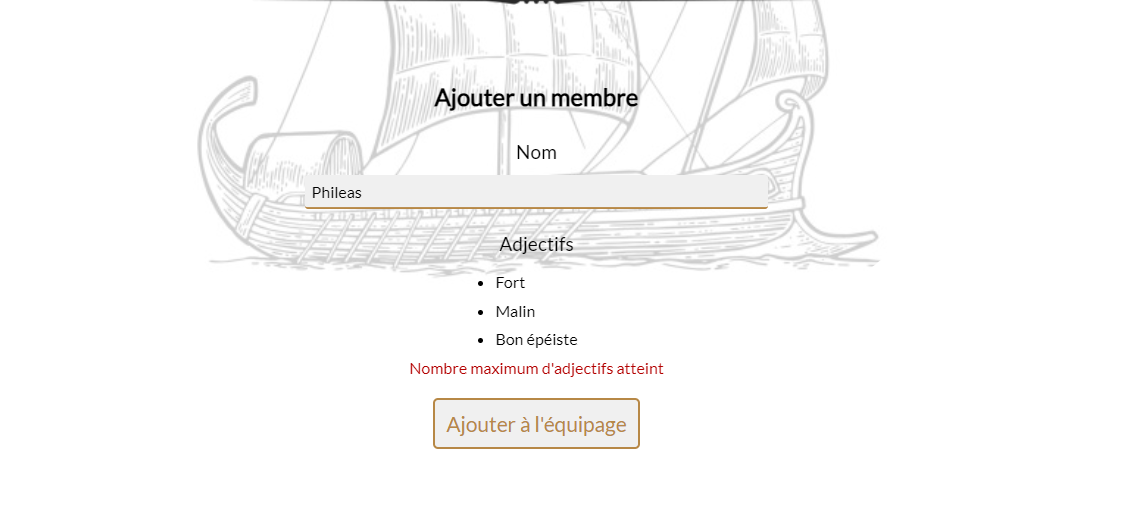 Ajouter un membre
Nom
Phileas
Adjectifs
Fort
Malin
Bon épéiste
Nombre maximum d'adjectifs atteint
Ajouter à l'équipage